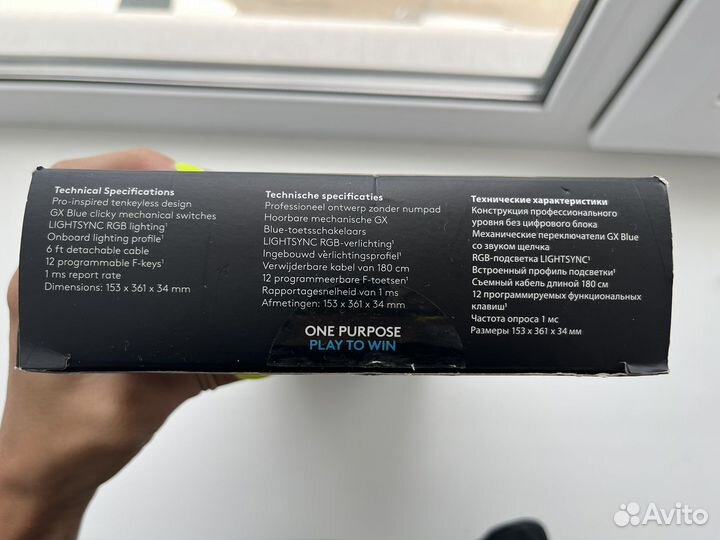 Technical Specifications
Pro-inspired tenkeyless design
GX Blue clicky mechanical switches
LIGHTSYNC RGB lighting¹
Onboard lighting profile¹
6 ft detachable cable
12 programmable F-keys¹
1 ms report rate
Dimensions: 153 x 361 x 34 mm
Technische specificaties
Professioneel ontwerp zonder numpad
Hoorbare mechanische GX
Blue-toetsschakelaars
LIGHTSYNC RGB-verlichting¹
Ingebouwd verlichtingsprofiel¹
Verwijderbare kabel van 180 cm
12 programmeerbare F-toetsen¹
Rapportagesnelheid van 1 ms
Afmetingen: 153 x 361 x 34 mm
Технические характеристики
Конструкция профессионального
уровня без цифрового блока
Механические переключатели GX Blue
со звуком щелчка
RGB-подсветка LIGHTSYNC¹
Встроенный профиль подсветки¹
Съемный кабель длиной 180 см
12 программируемых функциональных
клавиш¹
Частота опроса 1 мс
Размеры 153 x 361 x 34 мм
ONE PURPOSE
PLAY TO WIN
Avito